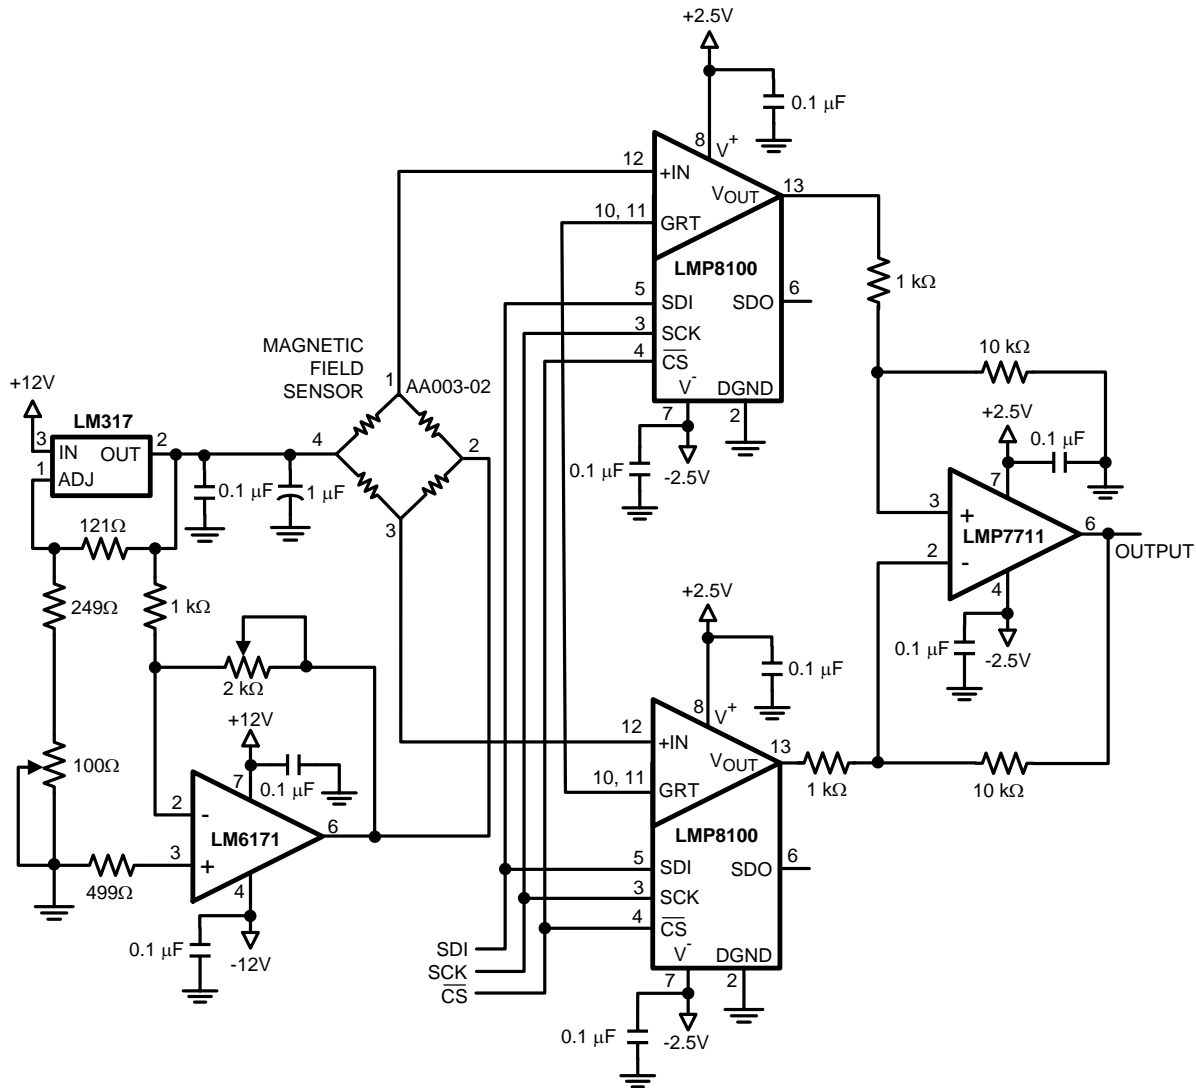 +2.5V
0.1 μF
8
V+
12
+IN
VOUT
13
10, 11
GRT
LMP8100
5
SDI
SDO
6
3
SCK
4
CS
1 kΩ
V-
DGND
7
2
0.1 μF
-2.5V
MAGNETIC
FIELD
SENSOR
1
AA003-02
4
2
3
+12V
LM317
3
IN
OUT
2
1
ADJ
0.1 μF
1 μF
121Ω
249Ω
1 kΩ
2 kΩ
100Ω
+12V
7
0.1 μF
2
-
LM6171
6
3
+
499Ω
4
0.1 μF
-12V
10 kΩ
+2.5V
0.1 μF
7
3
+
LMP7711
6
OUTPUT
2
-
4
0.1 μF
-2.5V
+2.5V
0.1 μF
8
V+
12
+IN
VOUT
13
10, 11
GRT
1 kΩ
10 kΩ
LMP8100
5
SDI
SDO
6
3
SCK
4
CS
V-
DGND
7
2
0.1 μF
-2.5V
SDI
SCK
CS